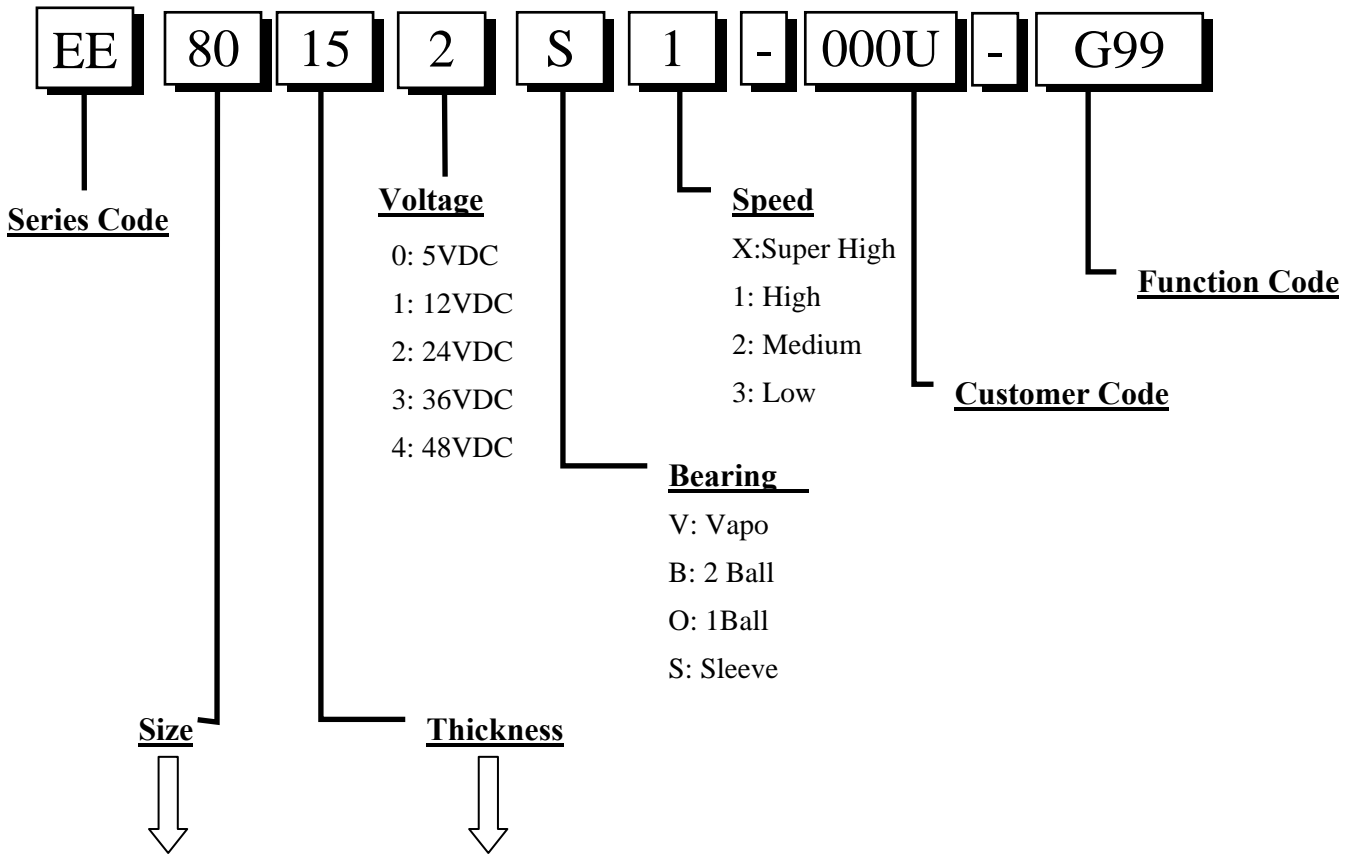 EE 80 15 2 S 1 - 000U - G99
Series Code
Voltage
0: 5VDC
1: 12VDC
2: 24VDC
3: 36VDC
4: 48VDC
Speed
X:Super High
1: High
2: Medium
3: Low
Function Code
Customer Code
Bearing
V: Vapo
B: 2 Ball
O: 1Ball
S: Sleeve
Size
Thickness